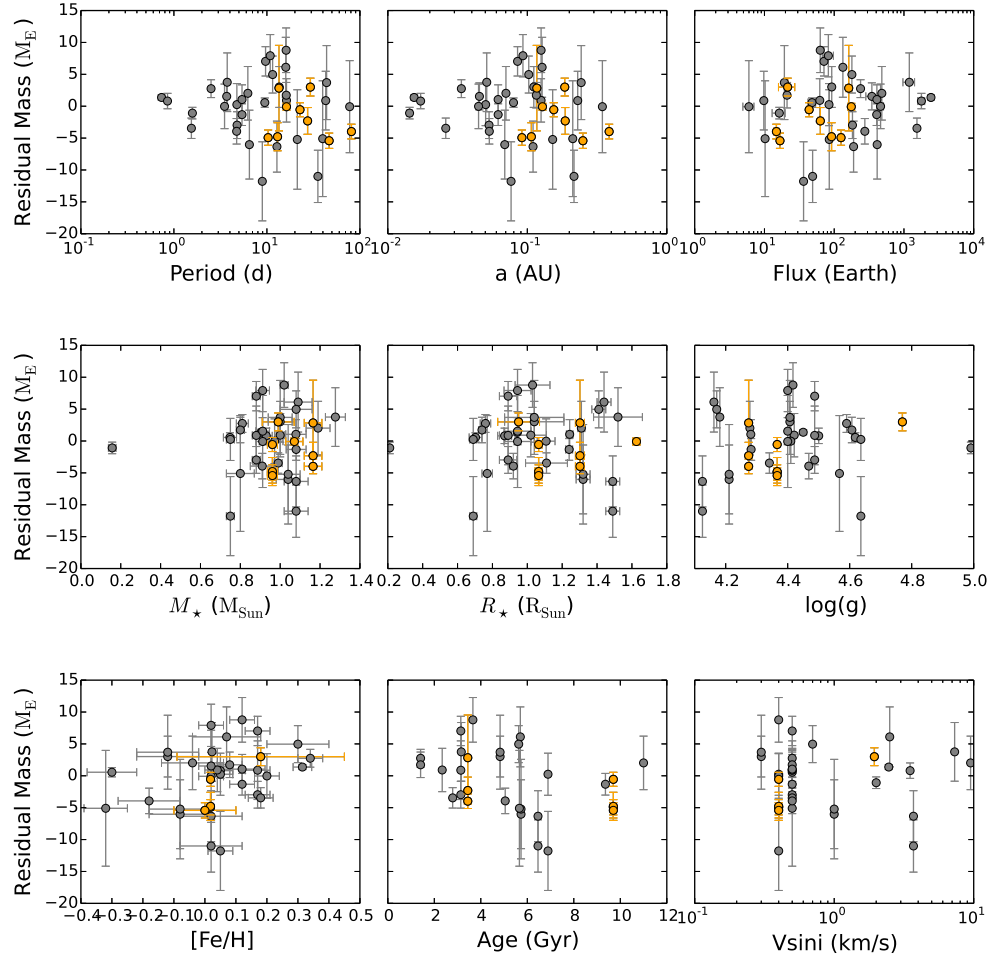 15
10
5
0
−5
−10
−15
−20
Residual Mass (M_E)
10^-1 10^0 10^1 10^2
Period (d)
10^-2 10^-1 10^0
a (AU)
10^0 10^1 10^2 10^3 10^4
Flux (Earth)
15
10
5
0
−5
−10
−15
−20
Residual Mass (M_E)
0.0 0.2 0.4 0.6 0.8 1.0 1.2 1.4
M⋆ (M_Sun)
0.2 0.4 0.6 0.8 1.0 1.2 1.4 1.6 1.8
R⋆ (R_Sun)
4.2 4.4 4.6 4.8 5.0
log(g)
15
10
5
0
−5
−10
−15
−20
Residual Mass (M_E)
−0.4 −0.3 −0.2 −0.1 0.0 0.1 0.2 0.3 0.4 0.5
[Fe/H]
0 2 4 6 8 10 12
Age (Gyr)
10^-1 10^0 10^1
Vsini (km/s)